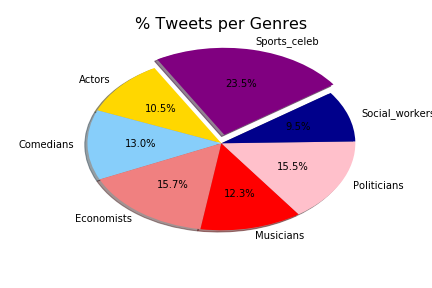 % Tweets per Genres
Sports_celeb
23.5%
Actors
10.5%
Social_workers
9.5%
Comedians
13.0%
15.5%
Politicians
15.7%
Economists
12.3%
Musicians